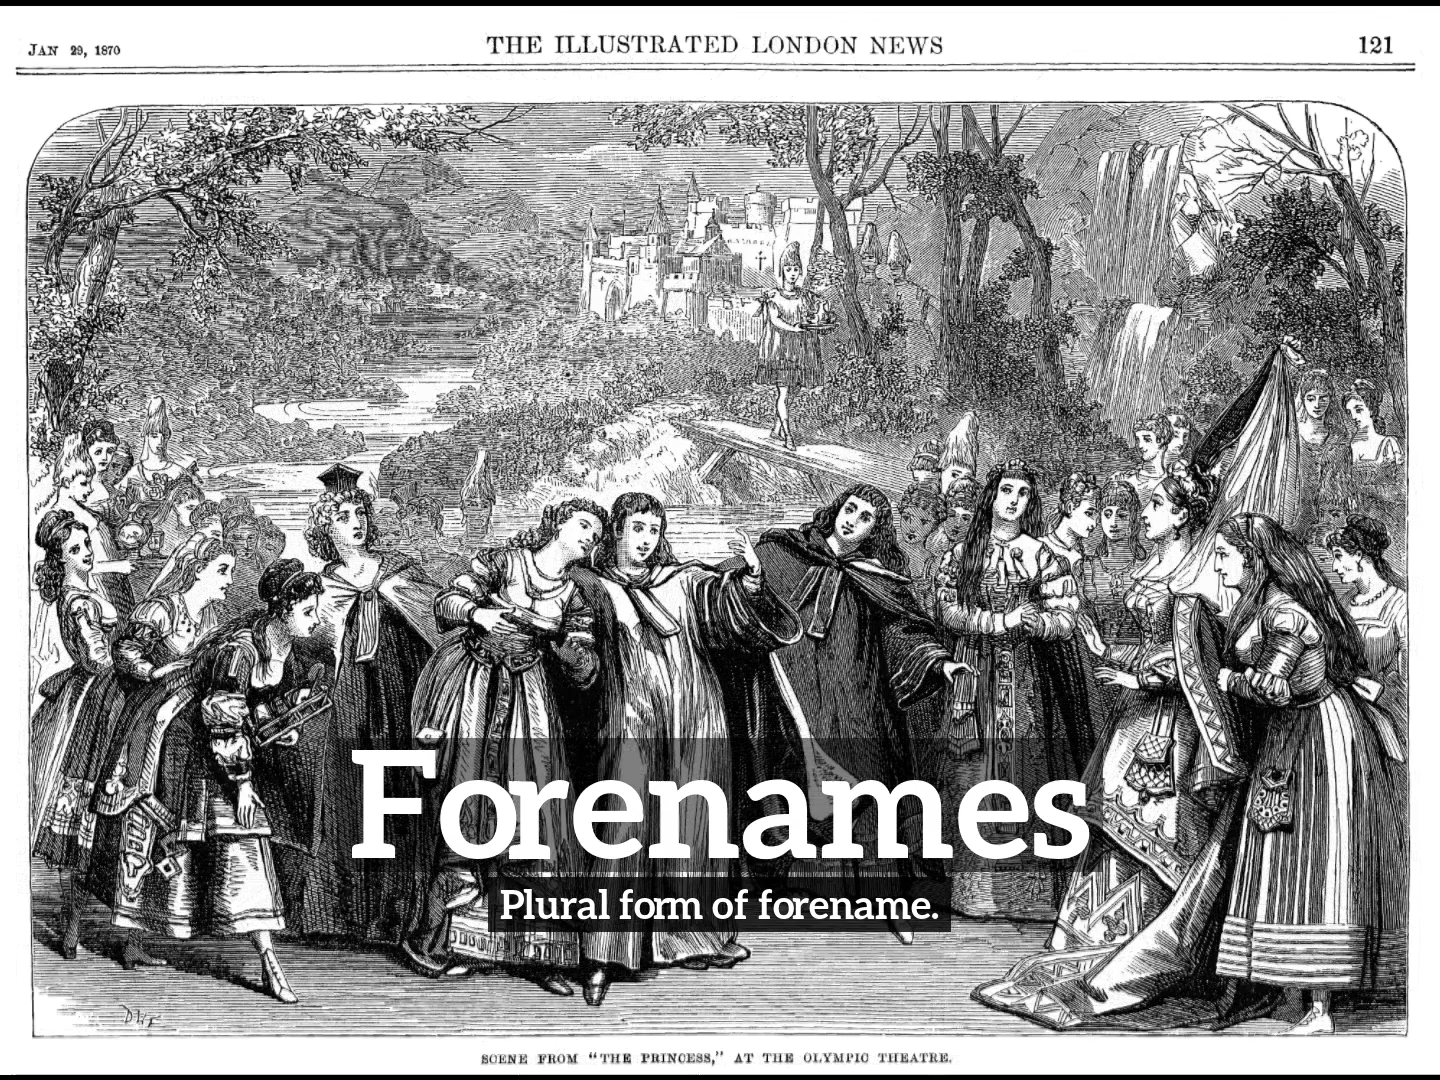 JAN 29, 1870
THE ILLUSTRATED LONDON NEWS
121
Forenames
Plural form of forename.
SCENE FROM "THE PRINCESS," AT THE OLYMPIC THEATRE.